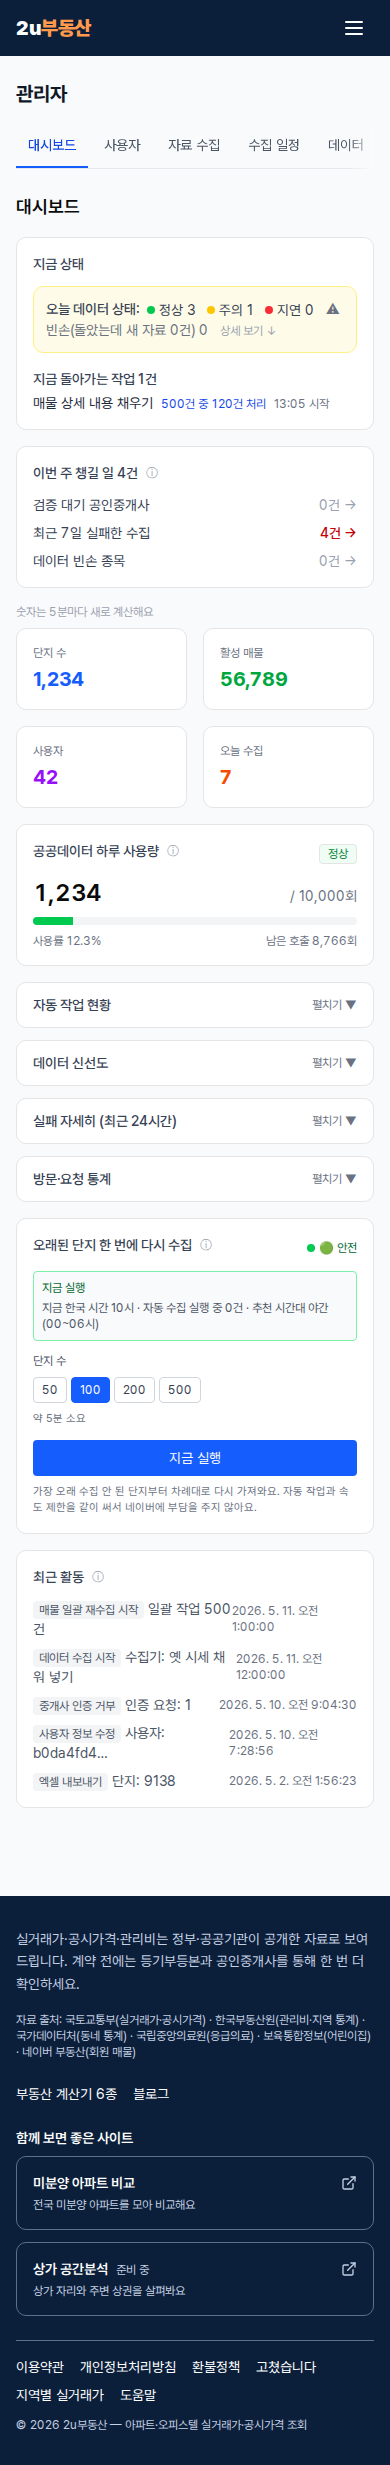 2u부동산
관리자
대시보드 사용자 자료 수집 수집 일정 데이터
대시보드
지금 상태
오늘 데이터 상태: 정상 3 주의 1 지연 0 ⚠
빈손(돌았는데 새 자료 0건) 0 상세 보기 ↓
지금 돌아가는 작업 1건
매물 상세 내용 채우기 500건 중 120건 처리 13:05 시작
이번 주 챙길 일 4건 ⓘ
검증 대기 공인중개사 0건 →
최근 7일 실패한 수집 4건 →
데이터 빈손 종목 0건 →
숫자는 5분마다 새로 계산해요
단지 수 활성 매물
1,234 56,789
사용자 오늘 수집
42 7
공공데이터 하루 사용량 ⓘ 정상
1,234 / 10,000회
사용률 12.3% 남은 호출 8,766회
자동 작업 현황 펼치기 ▼
데이터 신선도 펼치기 ▼
실패 자세히 (최근 24시간) 펼치기 ▼
방문·요청 통계 펼치기 ▼
오래된 단지 한 번에 다시 수집 ⓘ 안전
지금 실행
지금 한국 시간 10시 · 자동 수집 실행 중 0건 · 추천 시간대 야간
(00~06시)
단지 수
50 100 200 500
약 5분 소요
지금 실행
가장 오래 수집 안 된 단지부터 차례대로 다시 가져와요. 자동 작업과 속
도 제한을 같이 써서 네이버에 부담을 주지 않아요.
최근 활동 ⓘ
매물 일괄 재수집 시작 일괄 작업 500 2026. 5. 11. 오전
건 1:00:00
데이터 수집 시작 수집기: 옛 시세 채 2026. 5. 11. 오전
워 넣기 12:00:00
중개사 인증 거부 인증 요청: 1 2026. 5. 10. 오전 9:04:30
사용자 정보 수정 사용자: 2026. 5. 10. 오전
b0da4fd4... 7:28:56
엑셀 내보내기 단지: 9138 2026. 5. 2. 오전 1:56:23
실거래가·공시가격·관리비는 정부·공공기관이 공개한 자료로 보여
드립니다. 계약 전에는 등기부등본과 공인중개사를 통해 한 번 더
확인하세요.
자료 출처: 국토교통부(실거래가·공시가격) · 한국부동산원(관리비·지역 통계) ·
국가데이터처(동네 통계) · 국립중앙의료원(응급의료) · 보육통합정보(어린이집)
· 네이버 부동산(회원 매물)
부동산 계산기 6종 블로그
함께 보면 좋은 사이트
미분양 아파트 비교
전국 미분양 아파트를 모아 비교해요
상가 공간분석 준비 중
상가 자리와 주변 상권을 살펴봐요
이용약관 개인정보처리방침 환불정책 고쳤습니다
지역별 실거래가 도움말
© 2026 2u부동산 — 아파트·오피스텔 실거래가·공시가격 조회